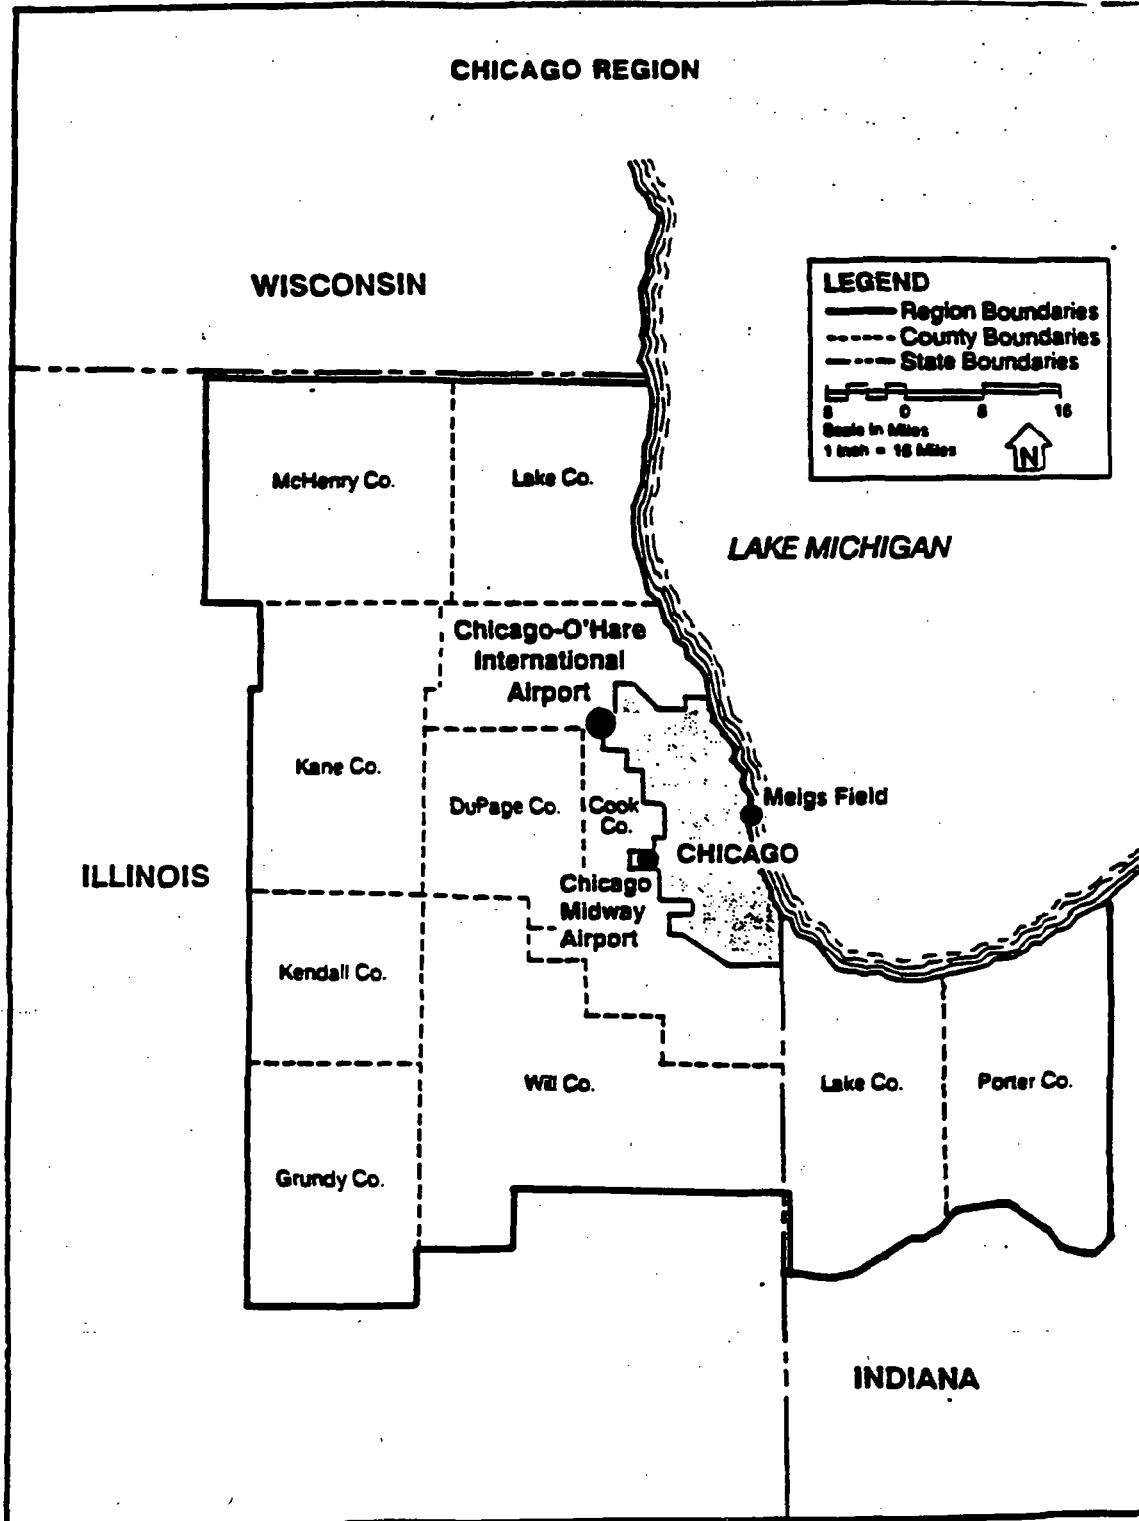 CHICAGO REGION
WISCONSIN
LEGEND
Region Boundaries
County Boundaries
State Boundaries
8 0 8 16
Scale in Miles
1 Inch = 16 Miles
N
McHenry Co.
Lake Co.
LAKE MICHIGAN
Chicago-O'Hare
International
Airport
Kane Co.
DuPage Co.
Cook
Co.
Meigs Field
CHICAGO
ILLINOIS
Chicago
Midway
Airport
Kendall Co.
Will Co.
Lake Co.
Porter Co.
Grundy Co.
INDIANA